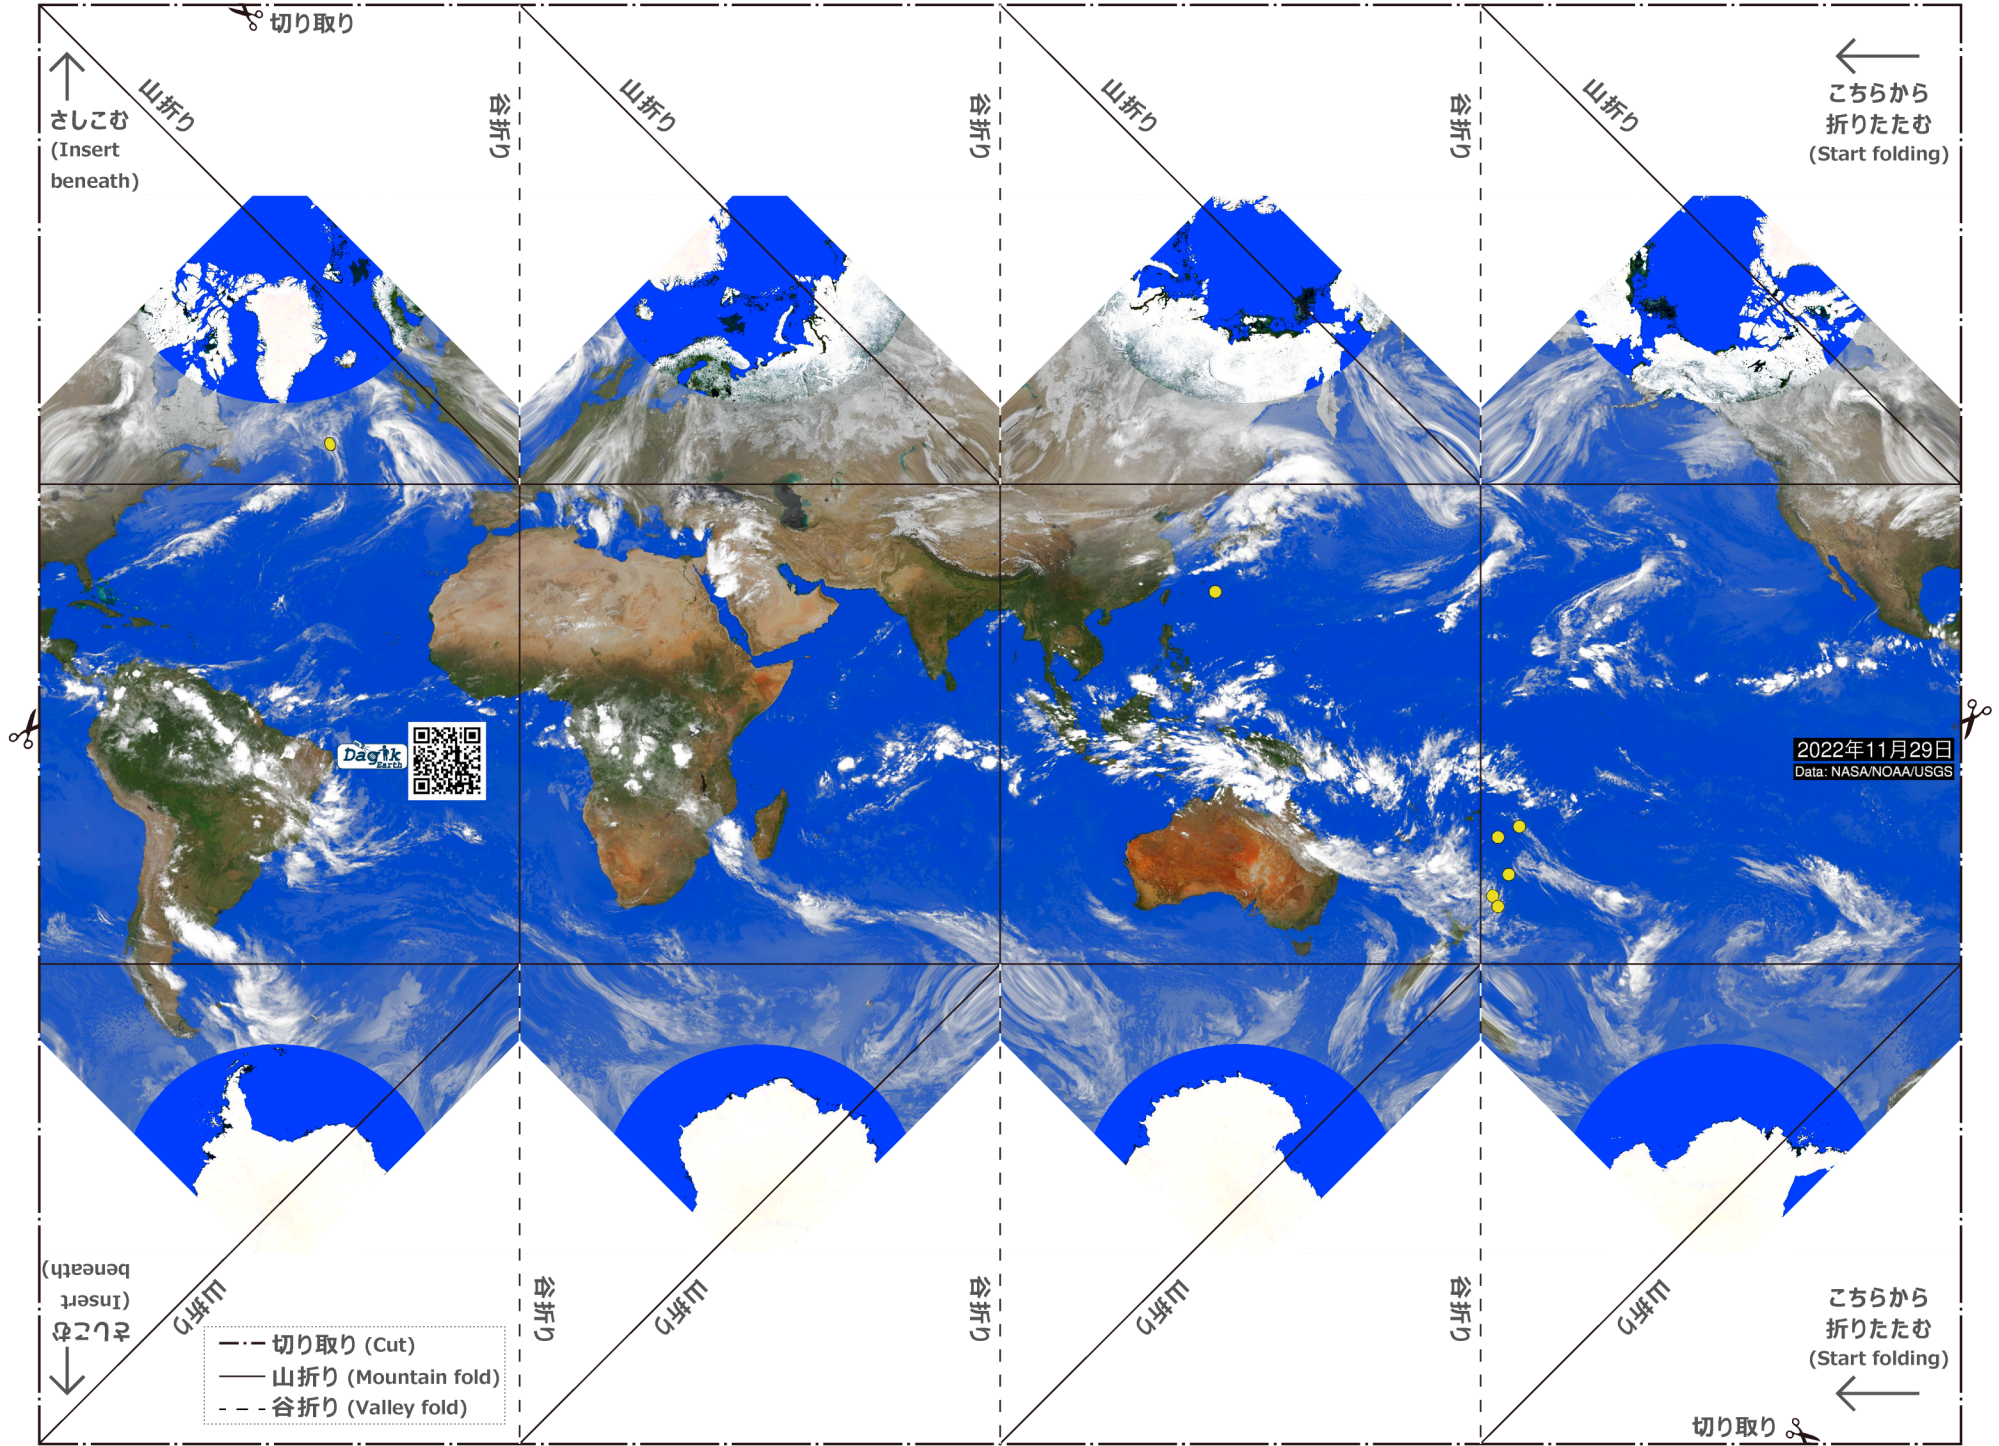 切り取り
さしこむ
(Insert
beneath)
山折り
谷折り
山折り
谷折り
山折り
谷折り
山折り
こちらから
折りたたむ
(Start folding)
Dagik
Earth
2022年11月29日
Data: NASA/NOAA/USGS
さしこむ
(Insert
beneath)
山折り
谷折り
山折り
谷折り
山折り
谷折り
山折り
こちらから
折りたたむ
(Start folding)
切り取り (Cut)
山折り (Mountain fold)
谷折り (Valley fold)
切り取り